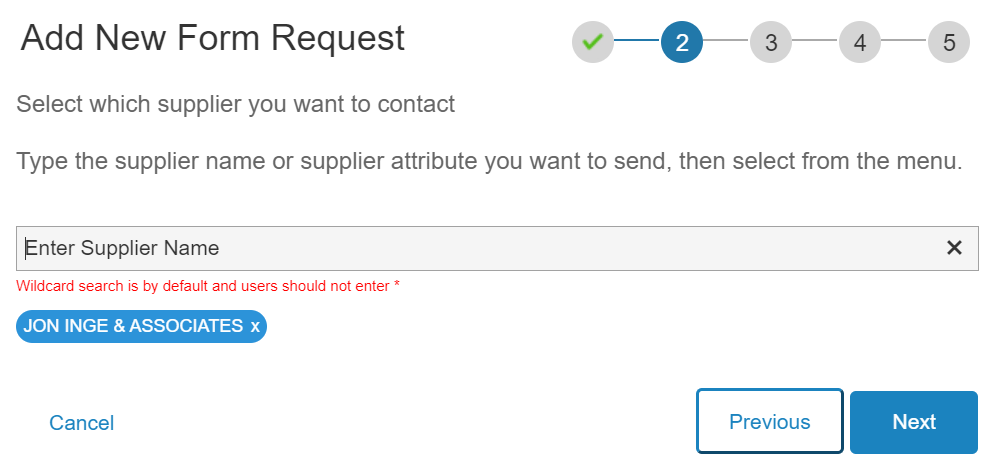 Add New Form Request
2 3 4 5
Select which supplier you want to contact
Type the supplier name or supplier attribute you want to send, then select from the menu.
Enter Supplier Name ×
Wildcard search is by default and users should not enter *
JON INGE & ASSOCIATES x
Cancel Previous Next